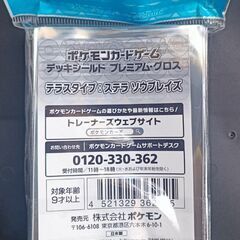 ポケモンカードゲーム
デッキシールド プレミアム・グロス
テラスタイプ:ステラ ソウブレイズ
ポケモンカードゲームの遊びかたや最新情報はこちら!
トレーナーズウェブサイト
ポケモンカード
お問い合わせ ポケモンカードゲームサポートデスク
0120-330-362
対象年齢
9才以上
4 521329 36
発売元 株式会社ポケモン
〒106-6108 東京都港区六本木6-10-1
日本製